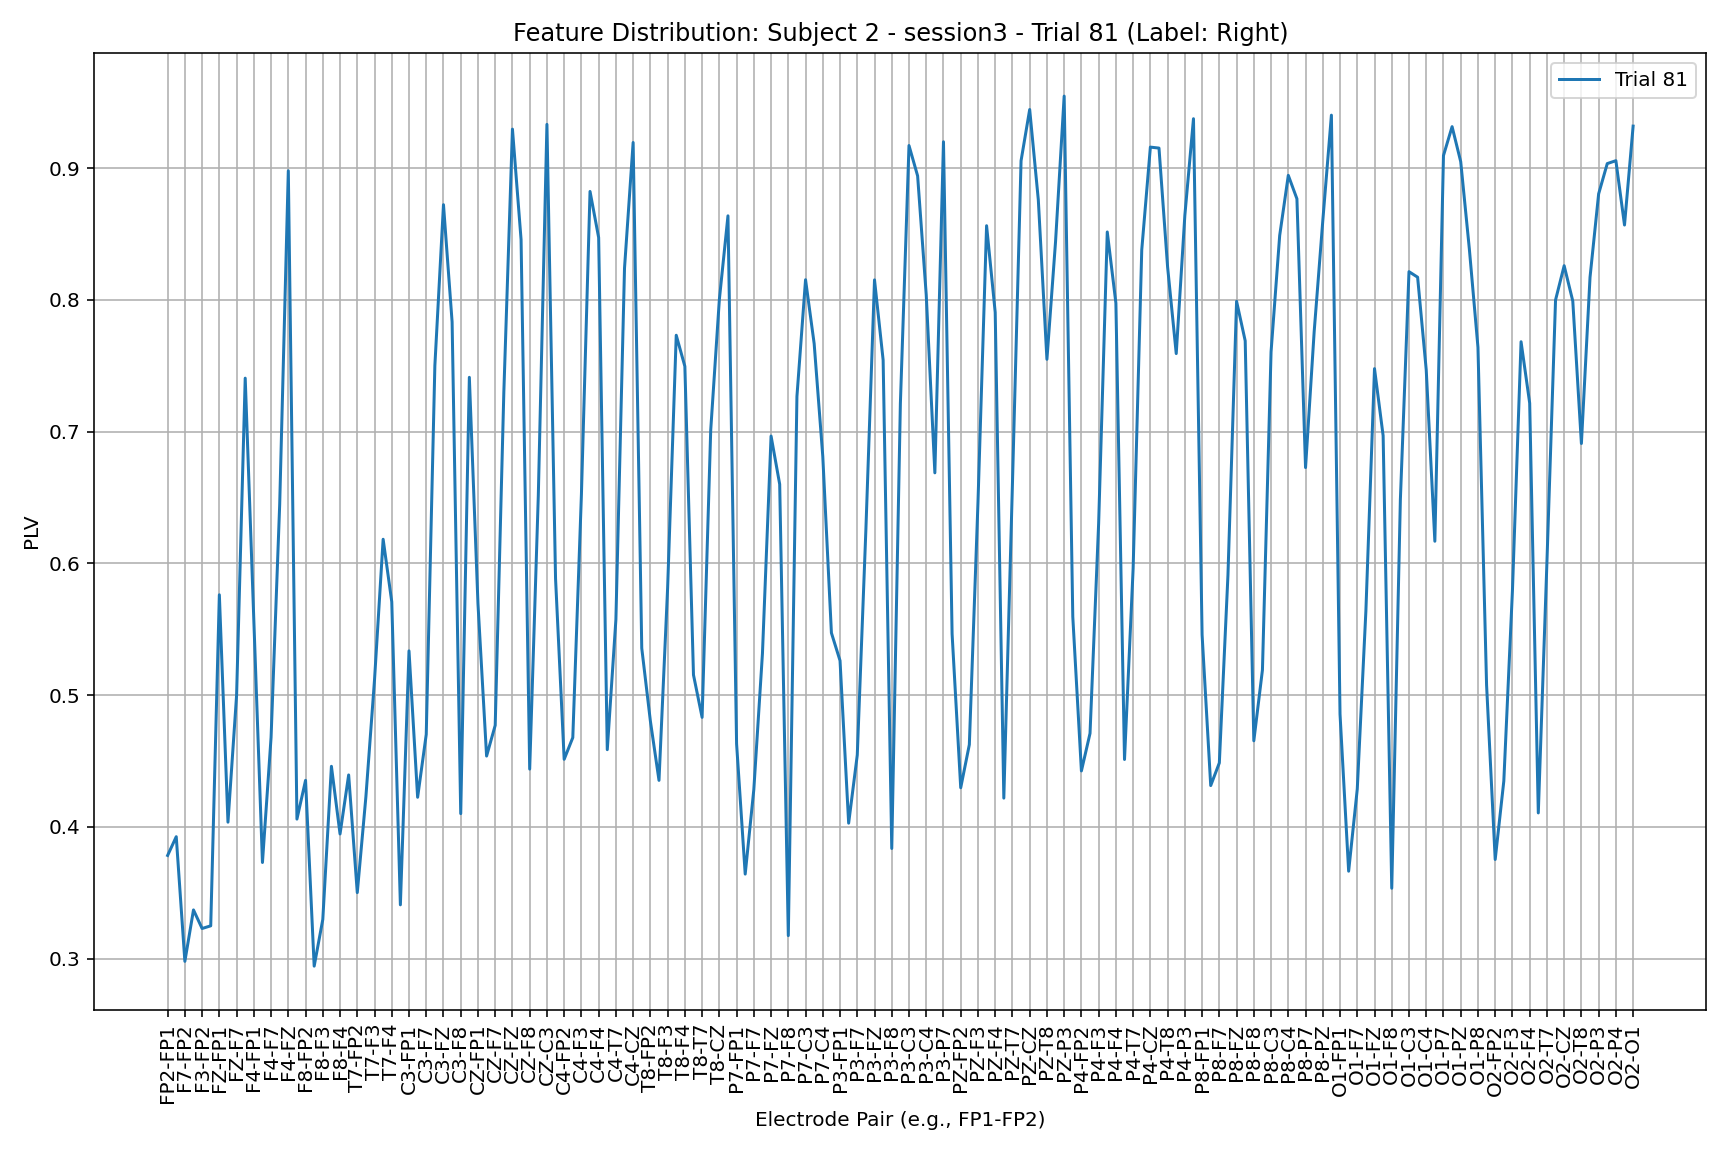 Feature Distribution: Subject 2 - session3 - Trial 81 (Label: Right)
Trial 81
PLV
0.9
0.8
0.7
0.6
0.5
0.4
0.3
FP2-FP1
F7-FP2
F3-FP2
FZ-FP1
FZ-F7
F4-FP1
F4-F7
F4-FZ
F8-FP2
F8-F3
F8-F4
T7-FP2
T7-F3
T7-F4
C3-FP1
C3-F7
C3-FZ
C3-F8
CZ-FP1
CZ-F7
CZ-FZ
CZ-F8
CZ-C3
C4-FP2
C4-F3
C4-F4
C4-T7
C4-CZ
T8-FP2
T8-F3
T8-F4
T8-T7
T8-CZ
P7-FP1
P7-F7
P7-FZ
P7-F8
P7-C3
P7-C4
P3-FP1
P3-F7
P3-FZ
P3-F8
P3-C3
P3-C4
P3-P7
PZ-FP2
PZ-F3
PZ-F4
PZ-T7
PZ-CZ
PZ-T8
PZ-P3
P4-FP2
P4-F3
P4-F4
P4-T7
P4-CZ
P4-T8
P4-P3
P8-FP1
P8-F7
P8-FZ
P8-F8
P8-C3
P8-C4
P8-P7
P8-PZ
O1-FP1
O1-F7
O1-FZ
O1-F8
O1-C3
O1-C4
O1-P7
O1-PZ
O1-P8
O2-FP2
O2-F3
O2-F4
O2-T7
O2-CZ
O2-T8
O2-P3
O2-P4
O2-O1
Electrode Pair (e.g., FP1-FP2)